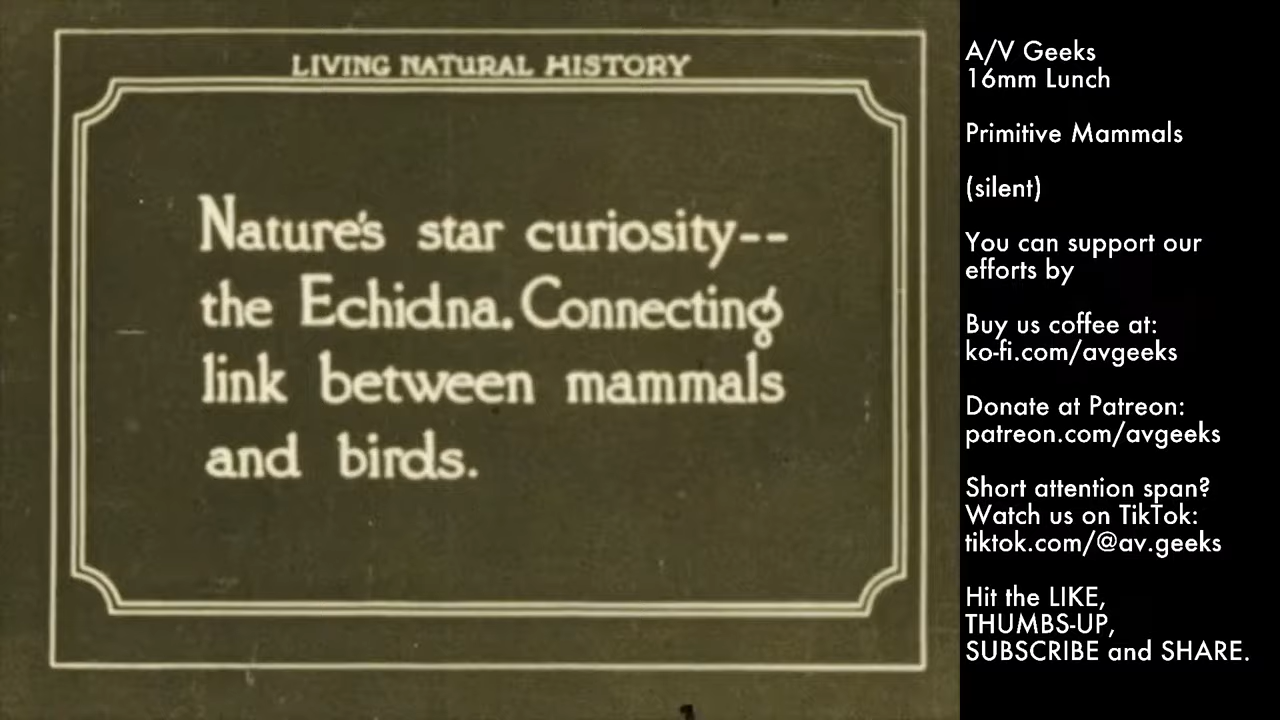 LIVING NATURAL HISTORY
Nature's star curiosity--
the Echidna. Connecting
link between mammals
and birds.
A/V Geeks
16mm Lunch
Primitive Mammals
(silent)
You can support our
efforts by
Buy us coffee at:
ko-fi.com/avgeeks
Donate at Patreon:
patreon.com/avgeeks
Short attention span?
Watch us on TikTok:
tiktok.com/@av.geeks
Hit the LIKE,
THUMBS-UP,
SUBSCRIBE and SHARE.